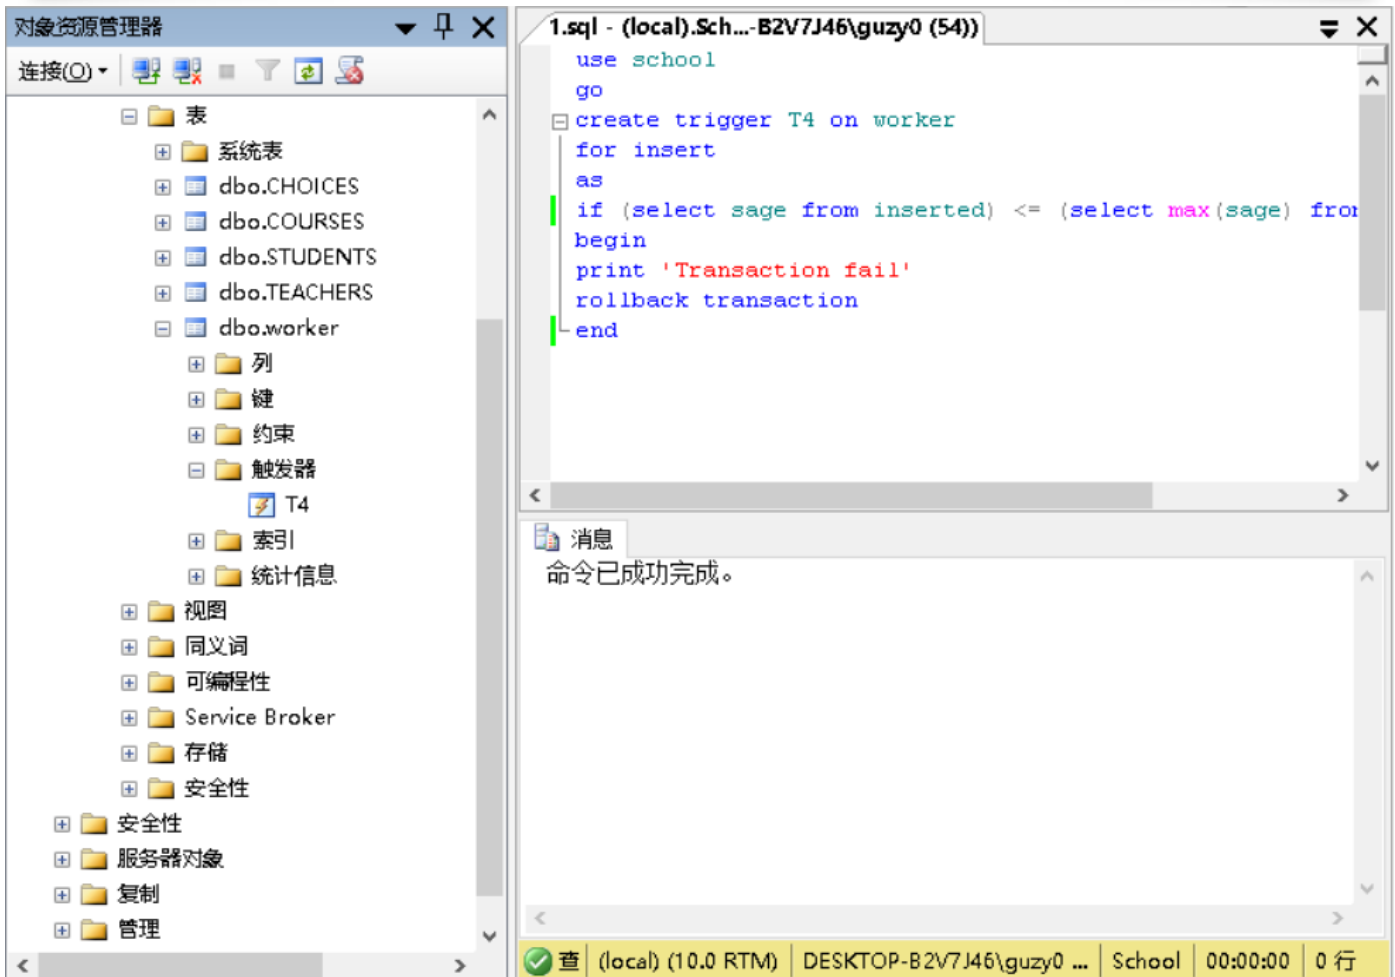 对象资源管理器
连接(O)
表
系统表
dbo.CHOICES
dbo.COURSES
dbo.STUDENTS
dbo.TEACHERS
dbo.worker
列
键
约束
触发器
T4
索引
统计信息
视图
同义词
可编程性
Service Broker
存储
安全性
安全性
服务器对象
复制
管理
1.sql - (local).Sch...-B2V7J46\guzy0 (54))
use school
go
create trigger T4 on worker
for insert
as
if (select sage from inserted) <= (select max(sage) from
begin
print 'Transaction fail'
rollback transaction
end
消息
命令已成功完成。
查 (local) (10.0 RTM) DESKTOP-B2V7J46\guzy0 ... School 00:00:00 0 行